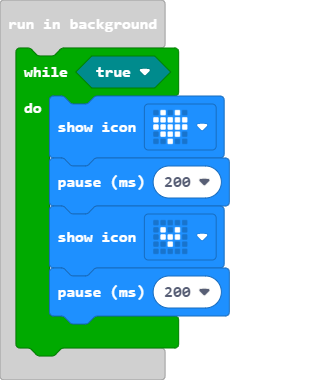 run in background
while true
do
show icon
pause (ms) 200
show icon
pause (ms) 200